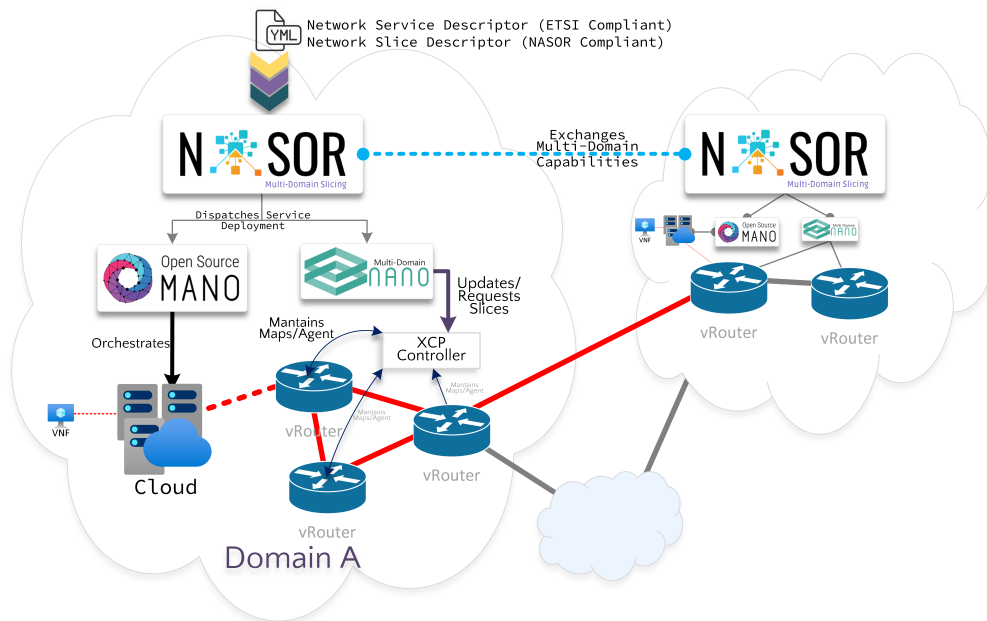 YML
Network Service Descriptor (ETSI Compliant)
Network Slice Descriptor (NASOR Compliant)
N SOR
Multi-Domain Slicing
Exchanges
Multi-Domain
Capabilities
N SOR
Multi-Domain Slicing
Dispatches Service
Deployment
Open Source
MANO
Multi-Domain
NANO
Updates/
Requests
Slices
VNF
Open Source
MANO
Multi-Domain
NANO
vRouter
vRouter
Orchestrates
Mantains
Maps/Agent
XCP
Controller
Mantains
Maps/Agent
Mantains
Maps/Agent
VNF
Cloud
vRouter
vRouter
vRouter
Domain A